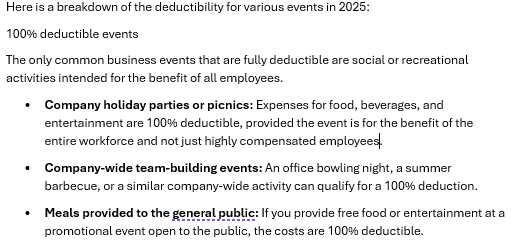 Here is a breakdown of the deductibility for various events in 2025:
100% deductible events
The only common business events that are fully deductible are social or recreational
activities intended for the benefit of all employees.
• Company holiday parties or picnics: Expenses for food, beverages, and
entertainment are 100% deductible, provided the event is for the benefit of the
entire workforce and not just highly compensated employees.
• Company-wide team-building events: An office bowling night, a summer
barbecue, or a similar company-wide activity can qualify for a 100% deduction.
• Meals provided to the general public: If you provide free food or entertainment at a
promotional event open to the public, the costs are 100% deductible.